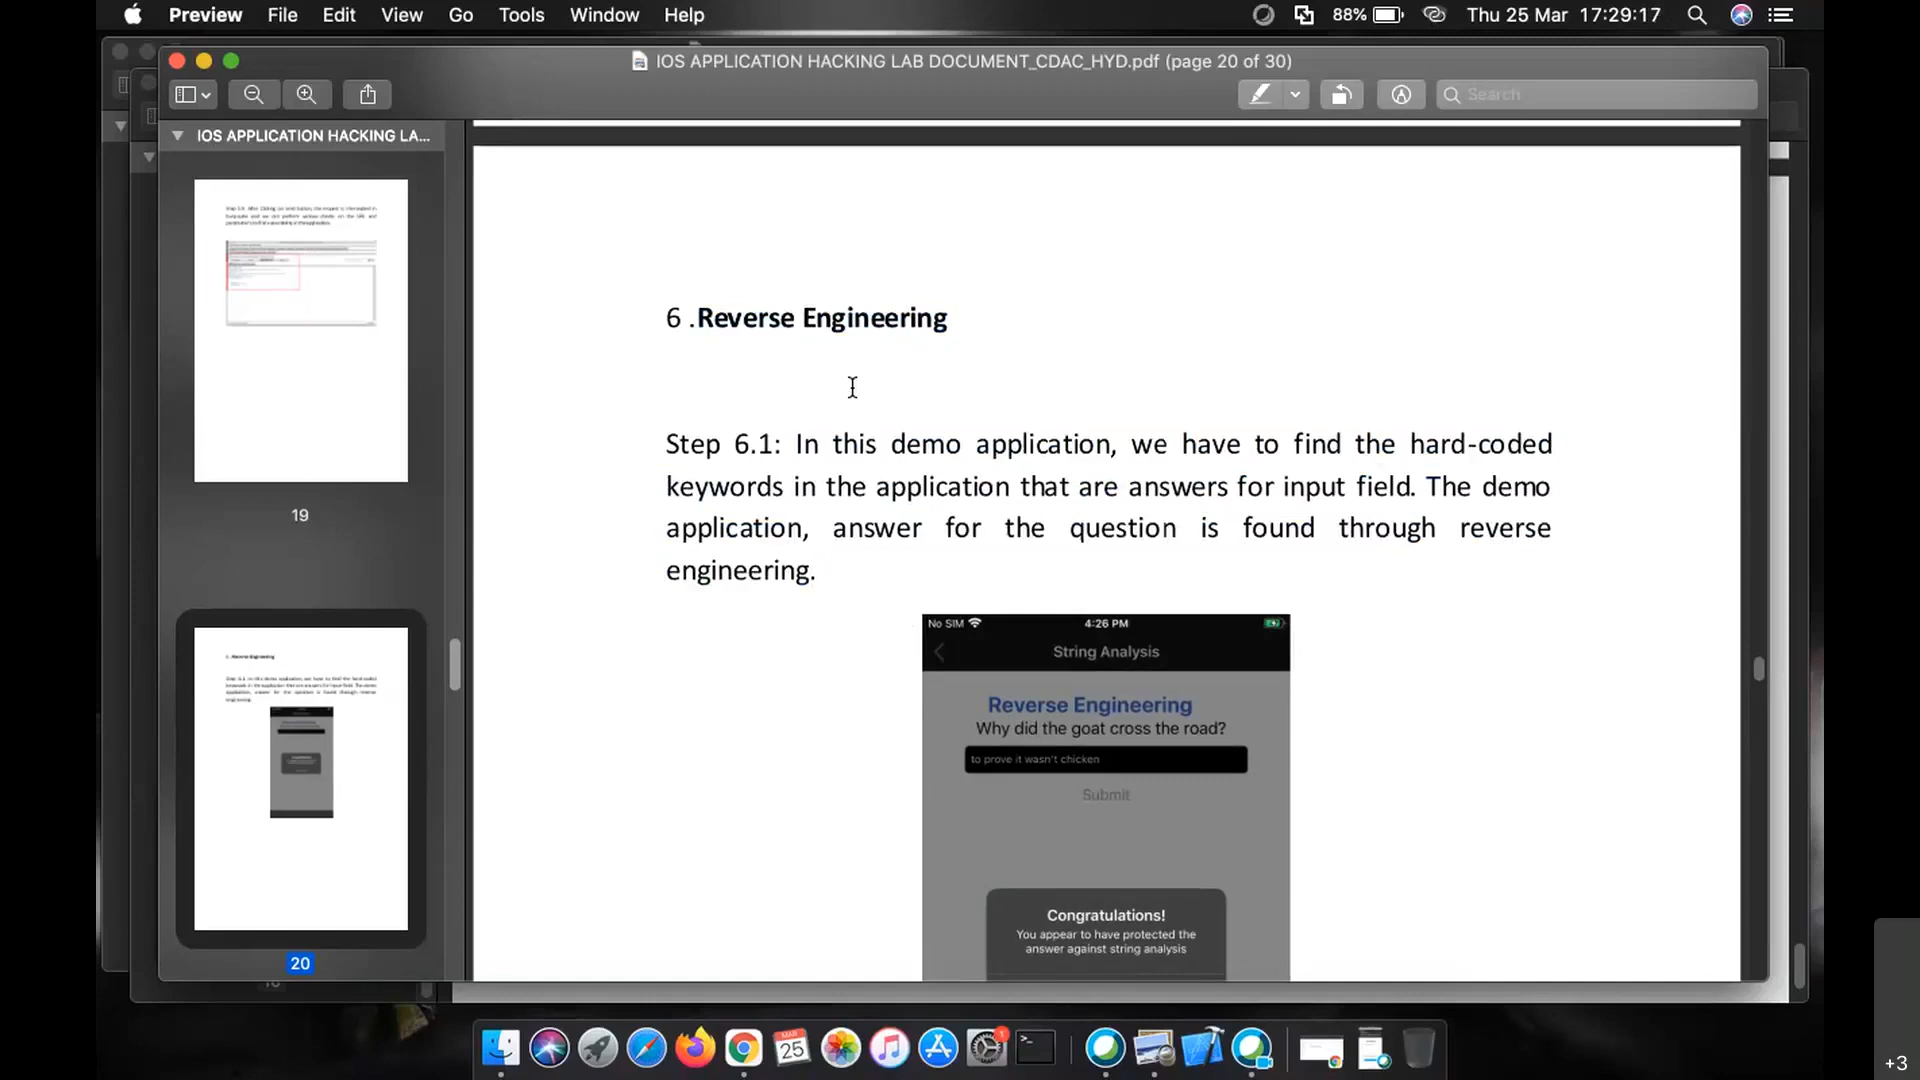 Preview File Edit View Go Tools Window Help 88% Thu 25 Mar 17:29:17
IOS APPLICATION HACKING LAB DOCUMENT_CDAC_HYD.pdf (page 20 of 30)
Search
IOS APPLICATION HACKING LA...
19
20
6 .Reverse Engineering
Step 6.1: In this demo application, we have to find the hard-coded
keywords in the application that are answers for input field. The demo
application, answer for the question is found through reverse
engineering.
No SIM 4:26 PM
String Analysis
Reverse Engineering
Why did the goat cross the road?
to prove it wasn't chicken
Submit
Congratulations!
You appear to have protected the
answer against string analysis
MAR
25
1
+3